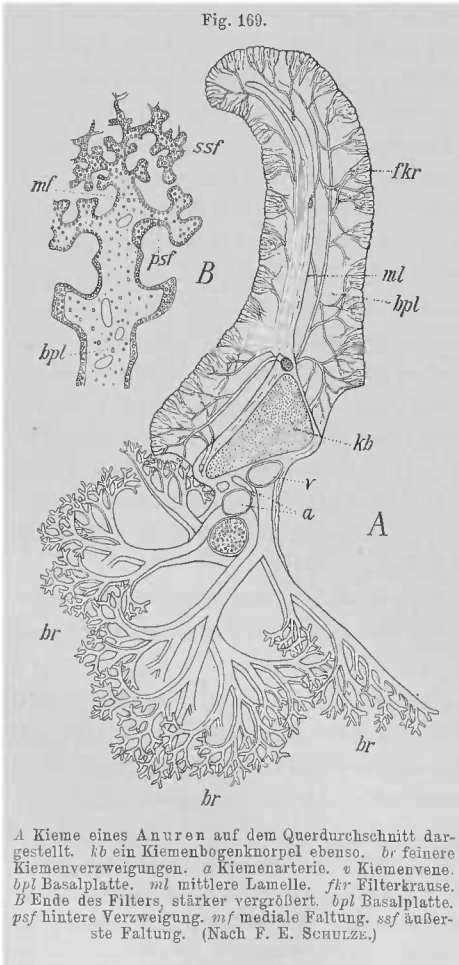 Fig. 169.
ssf
mf
psf
B
bpl
fkr
ml
bpl
kb
v
a
A
br
br
br
A Kieme eines Anuren auf dem Querdurchschnitt dar-
gestellt. kb ein Kiemenbogenknorpel ebenso. br feinere
Kiemenverzweigungen. a Kiemenarterie. v Kiemenvene.
bpl Basalplatte. ml mittlere Lamelle. fkr Filterkrause.
B Ende des Filters, stärker vergrößert. bpl Basalplatte.
psf hintere Verzweigung. mf mediale Faltung. ssf äußer-
ste Faltung. (Nach F. E. SCHULZE.)